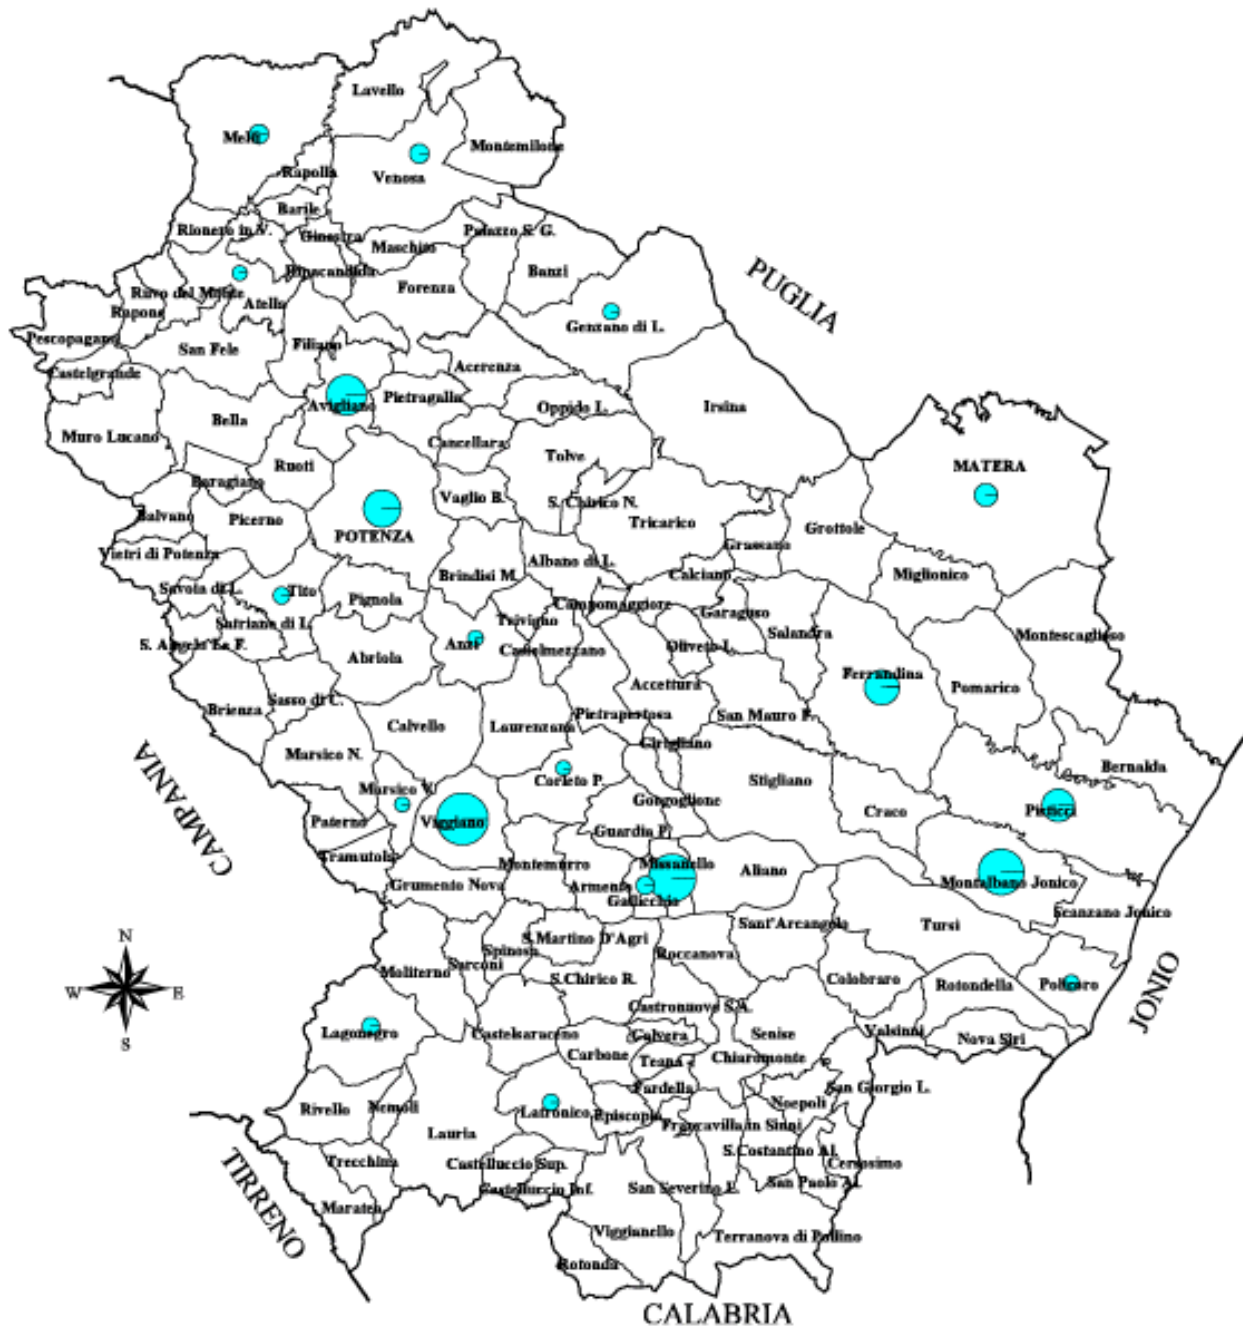 Lavello
Melfi
Montemilone
Rapolla
Venosa
Barile
Rionero in V.
Ginestra
Palazzo S. G.
Maschito
Banzi
Ripacandida
Forenza
PUGLIA
Ruvo del Monte
Atella
Rapone
Genzano di L.
Pescopagano
San Fele
Filiano
Castelgrande
Acerenza
Avigliano
Pietragalla
Oppido L.
Irsina
Bella
Muro Lucano
Cancellara
Tolve
Ruoti
MATERA
Baragiano
Vaglio B.
S. Chirico N.
Balvano
Picerno
Tricarico
Grottole
POTENZA
Grassano
Vietri di Potenza
Albano di L.
Brindisi M.
Calciano
Miglionico
Savoia di L.
Tito
Pignola
Campomaggiore
Garaguso
Satriano di L.
Trivigno
Salandra
Montescaglioso
S. Angelo Le F.
Anzi
Oliveto L.
Abriola
Castelmezzano
Ferrandina
Accettura
Pomarico
Sasso di C.
Brienza
Pietrapertosa
San Mauro F.
Calvello
Laurenzana
Cirigliano
Marsico N.
Bernalda
CAMPANIA
Corleto P.
Stigliano
Marsico V.
Gorgoglione
Craco
Pisticci
Paterno
Viggiano
Guardia P.
Tramutola
Montemurro
Missanello
Aliano
Grumento Nova
Armento
Montalbano Jonico
Gallicchio
Scanzano Jonico
Sant'Arcangelo
Tursi
S.Martino D'Agri
Spinosa
Roccanova
Sarconi
Moliterno
S.Chirico R.
Colobraro
Rotondella
Policoro
N
W
E
S
JONIO
Castronuovo S.A.
Lagonegro
Castelsaraceno
Calvera
Senise
Valsinni
Nova Siri
Carbone
Teana
Chiaromonte
Fardella
San Giorgio L.
Rivello
Nemoli
Latronico
Episcopia
Noepoli
Francavilla in Sinni
Lauria
S.Costantino Al.
Trecchina
Castelluccio Sup.
Cersosimo
Castelluccio Inf.
San Severino L.
San Paolo Al.
Maratea
TIRRENO
Viggianello
Terranova di Pollino
Rotonda
CALABRIA